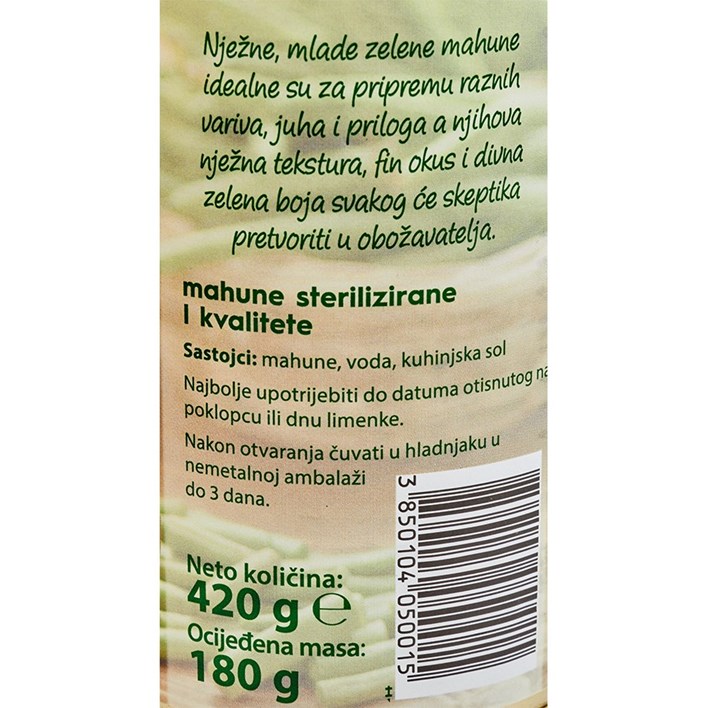 Nježne, mlade zelene mahune
idealne su za pripremu raznih
variva, juha i priloga a njihova
nježna tekstura, fin okus i divna
zelena boja svakog će skeptika
pretvoriti u obožavatelja.
mahune sterilizirane
I kvalitete
Sastojci: mahune, voda, kuhinjska sol
Najbolje upotrijebiti do datuma otisnutog na
poklopcu ili dnu limenke.
Nakon otvaranja čuvati u hladnjaku u
nemetalnoj ambalaži
do 3 dana.
Neto količina:
420 g ℮
Ocijeđena masa:
180 g
3 850104 050015